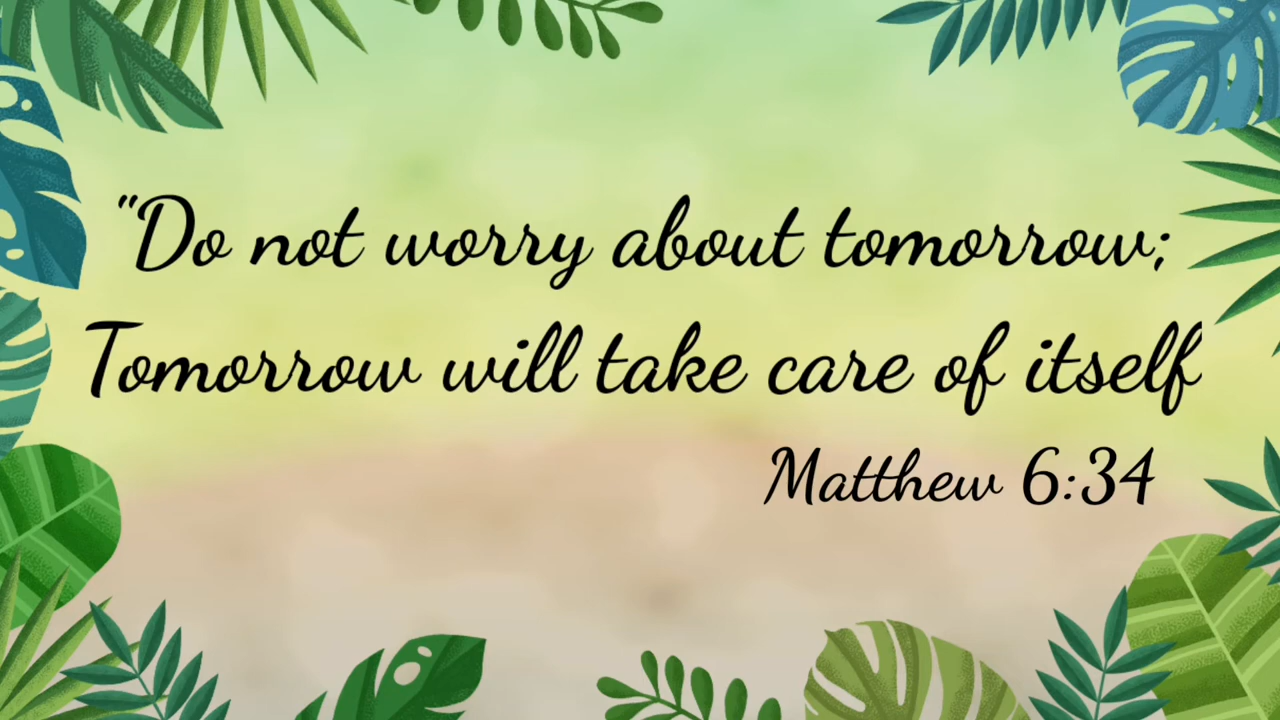 "Do not worry about tomorrow;
Tomorrow will take care of itself
Matthew 6:34